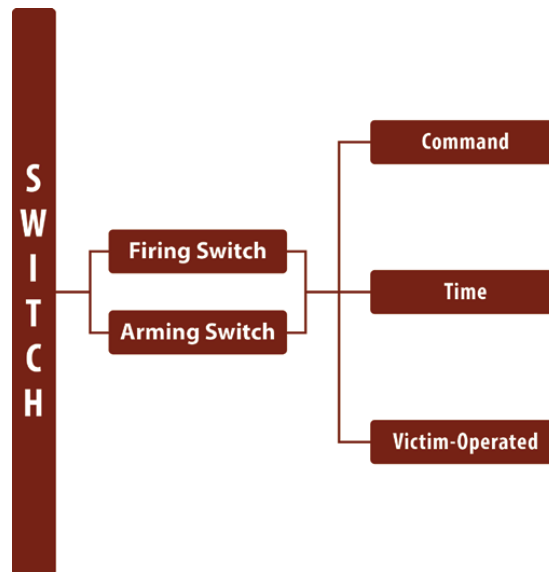 SWITCH
Firing Switch
Arming Switch
Command
Time
Victim-Operated